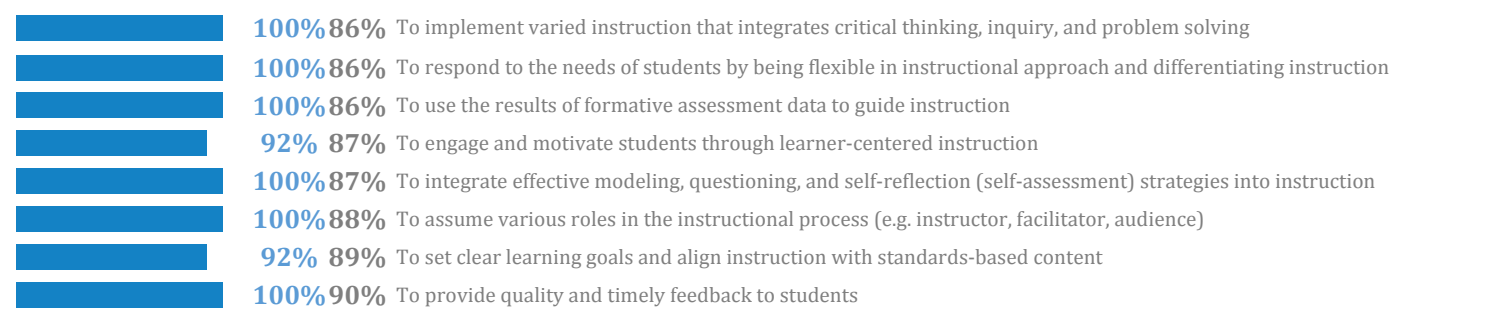 100% 86% To implement varied instruction that integrates critical thinking, inquiry, and problem solving
100% 86% To respond to the needs of students by being flexible in instructional approach and differentiating instruction
100% 86% To use the results of formative assessment data to guide instruction
92% 87% To engage and motivate students through learner-centered instruction
100% 87% To integrate effective modeling, questioning, and self-reflection (self-assessment) strategies into instruction
100% 88% To assume various roles in the instructional process (e.g. instructor, facilitator, audience)
92% 89% To set clear learning goals and align instruction with standards-based content
100% 90% To provide quality and timely feedback to students